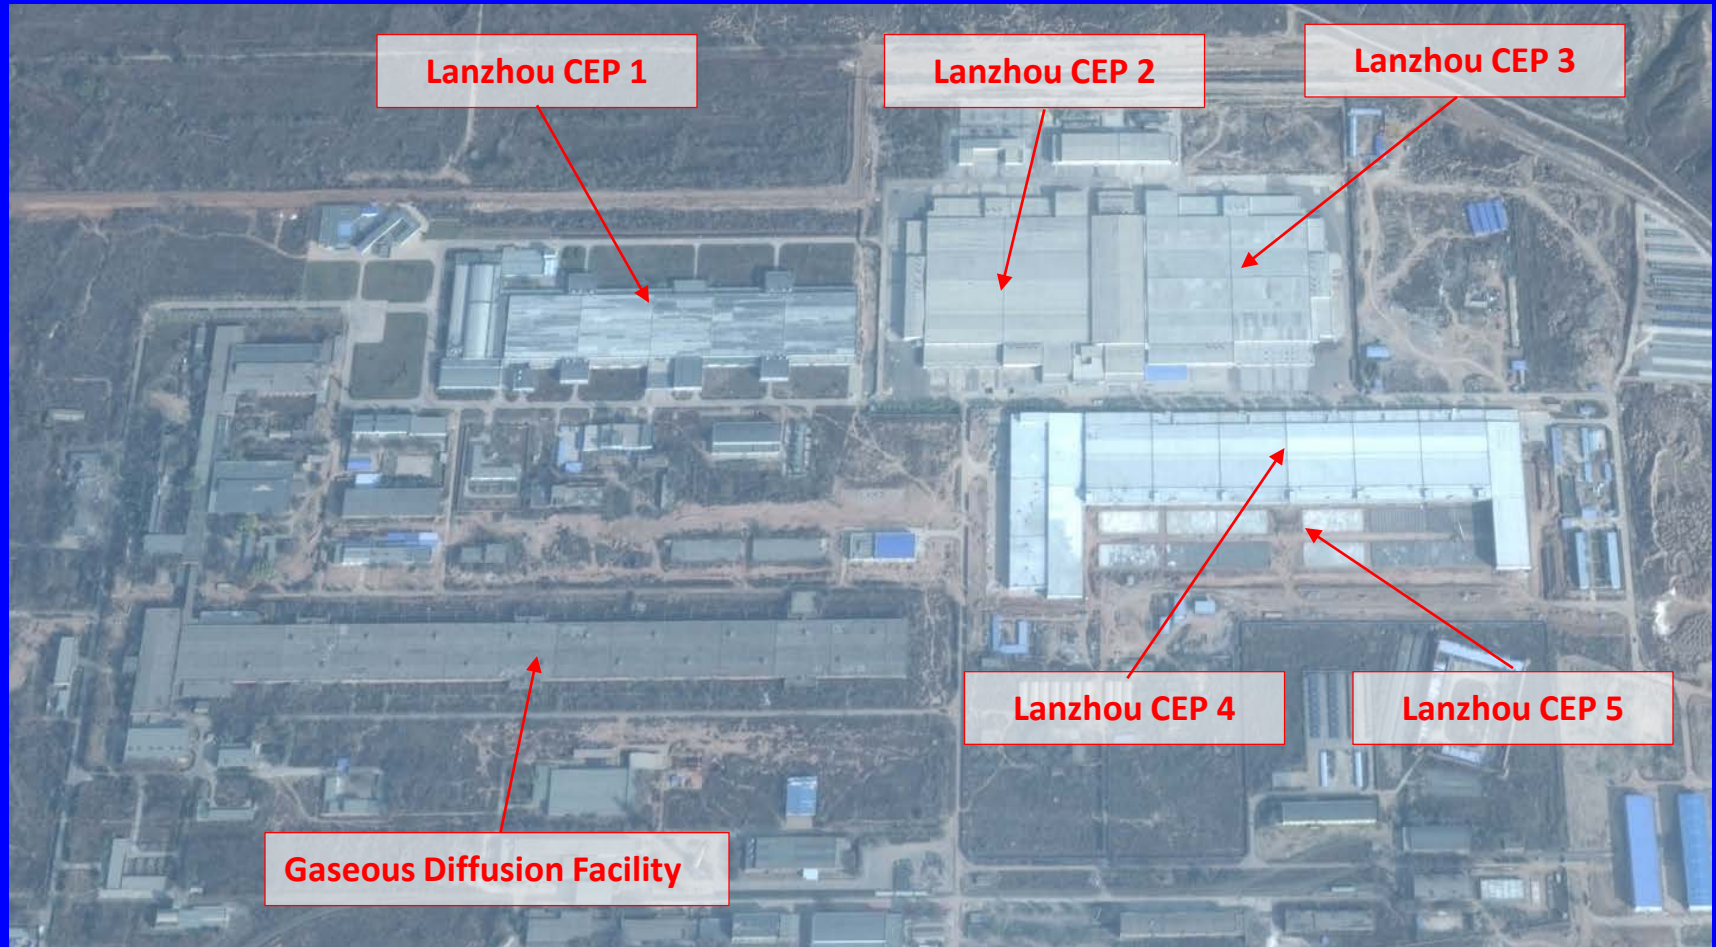 Lanzhou CEP 1
Lanzhou CEP 2
Lanzhou CEP 3
Lanzhou CEP 4
Lanzhou CEP 5
Gaseous Diffusion Facility